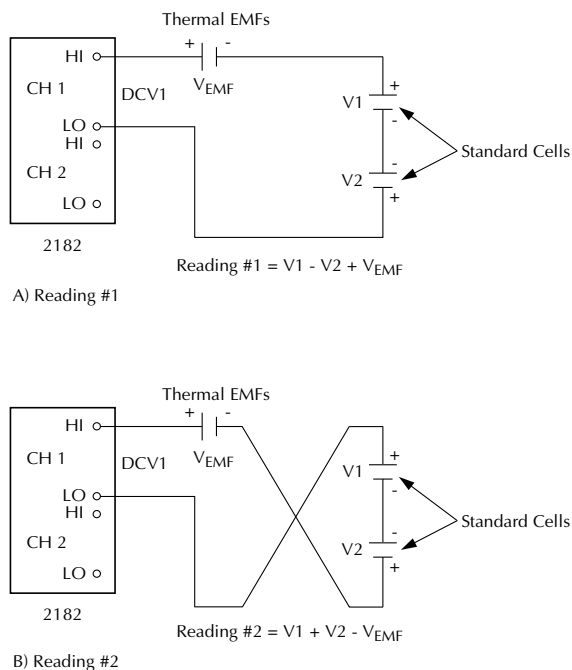 Thermal EMFs
HI + - +
CH 1 DCV1 VEMF V1
LO -
HI
- Standard Cells
CH 2 V2
LO +
2182
Reading #1 = V1 - V2 + VEMF
A) Reading #1
Thermal EMFs
+ -
HI +
CH 1 DCV1 VEMF V1
LO -
HI
- Standard Cells
CH 2 V2
LO +
2182
Reading #2 = V1 + V2 - VEMF
B) Reading #2